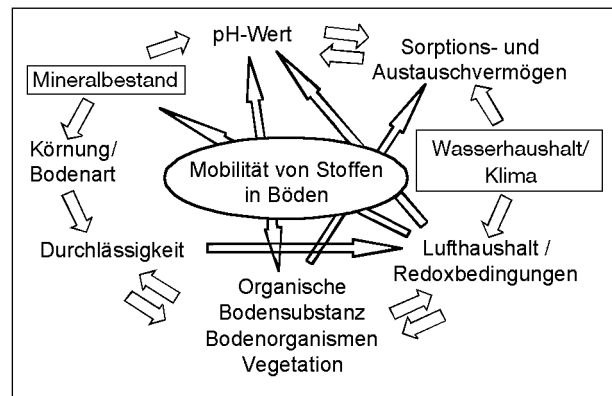 pH-Wert
Sorptions- und
Austauschvermögen
Mineralbestand
Körnung/
Bodenart
Mobilität von Stoffen
in Böden
Wasserhaushalt/
Klima
Durchlässigkeit
Lufthaushalt /
Redoxbedingungen
Organische
Bodensubstanz
Bodenorganismen
Vegetation